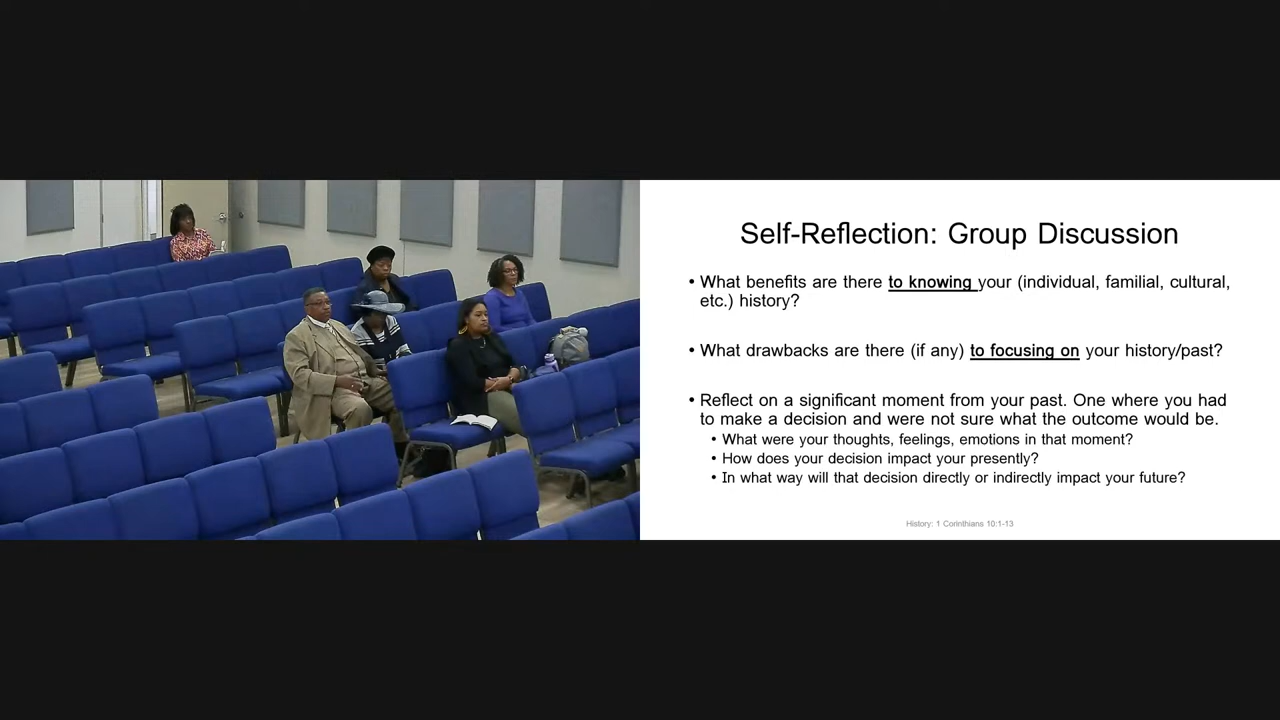 Self-Reflection: Group Discussion
• What benefits are there to knowing your (individual, familial, cultural,
etc.) history?
• What drawbacks are there (if any) to focusing on your history/past?
• Reflect on a significant moment from your past. One where you had
to make a decision and were not sure what the outcome would be.
• What were your thoughts, feelings, emotions in that moment?
• How does your decision impact your presently?
• In what way will that decision directly or indirectly impact your future?
History: 1 Corinthians 10:1-13